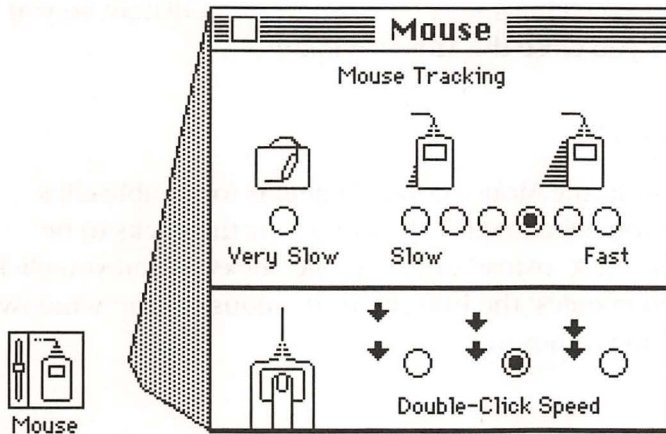 Mouse
Mouse Tracking
Very Slow Slow Fast
Double-Click Speed
Mouse